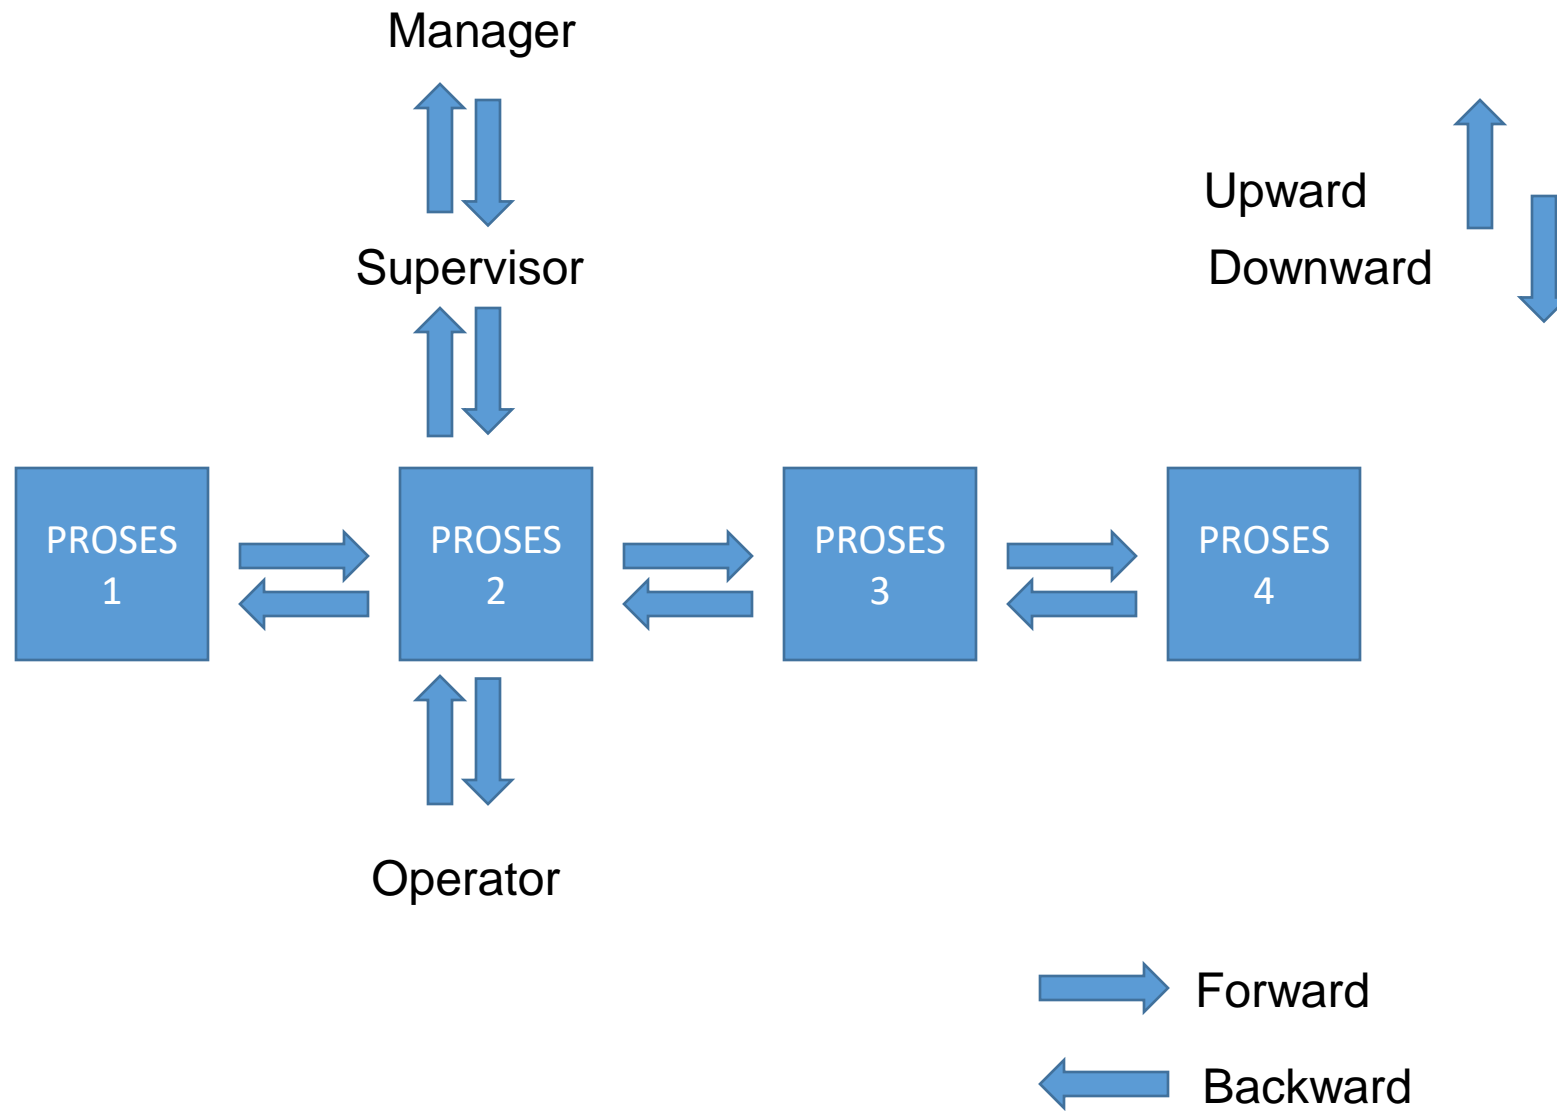 Manager
Upward
Supervisor
Downward
PROSES
1
PROSES
2
PROSES
3
PROSES
4
Operator
Forward
Backward